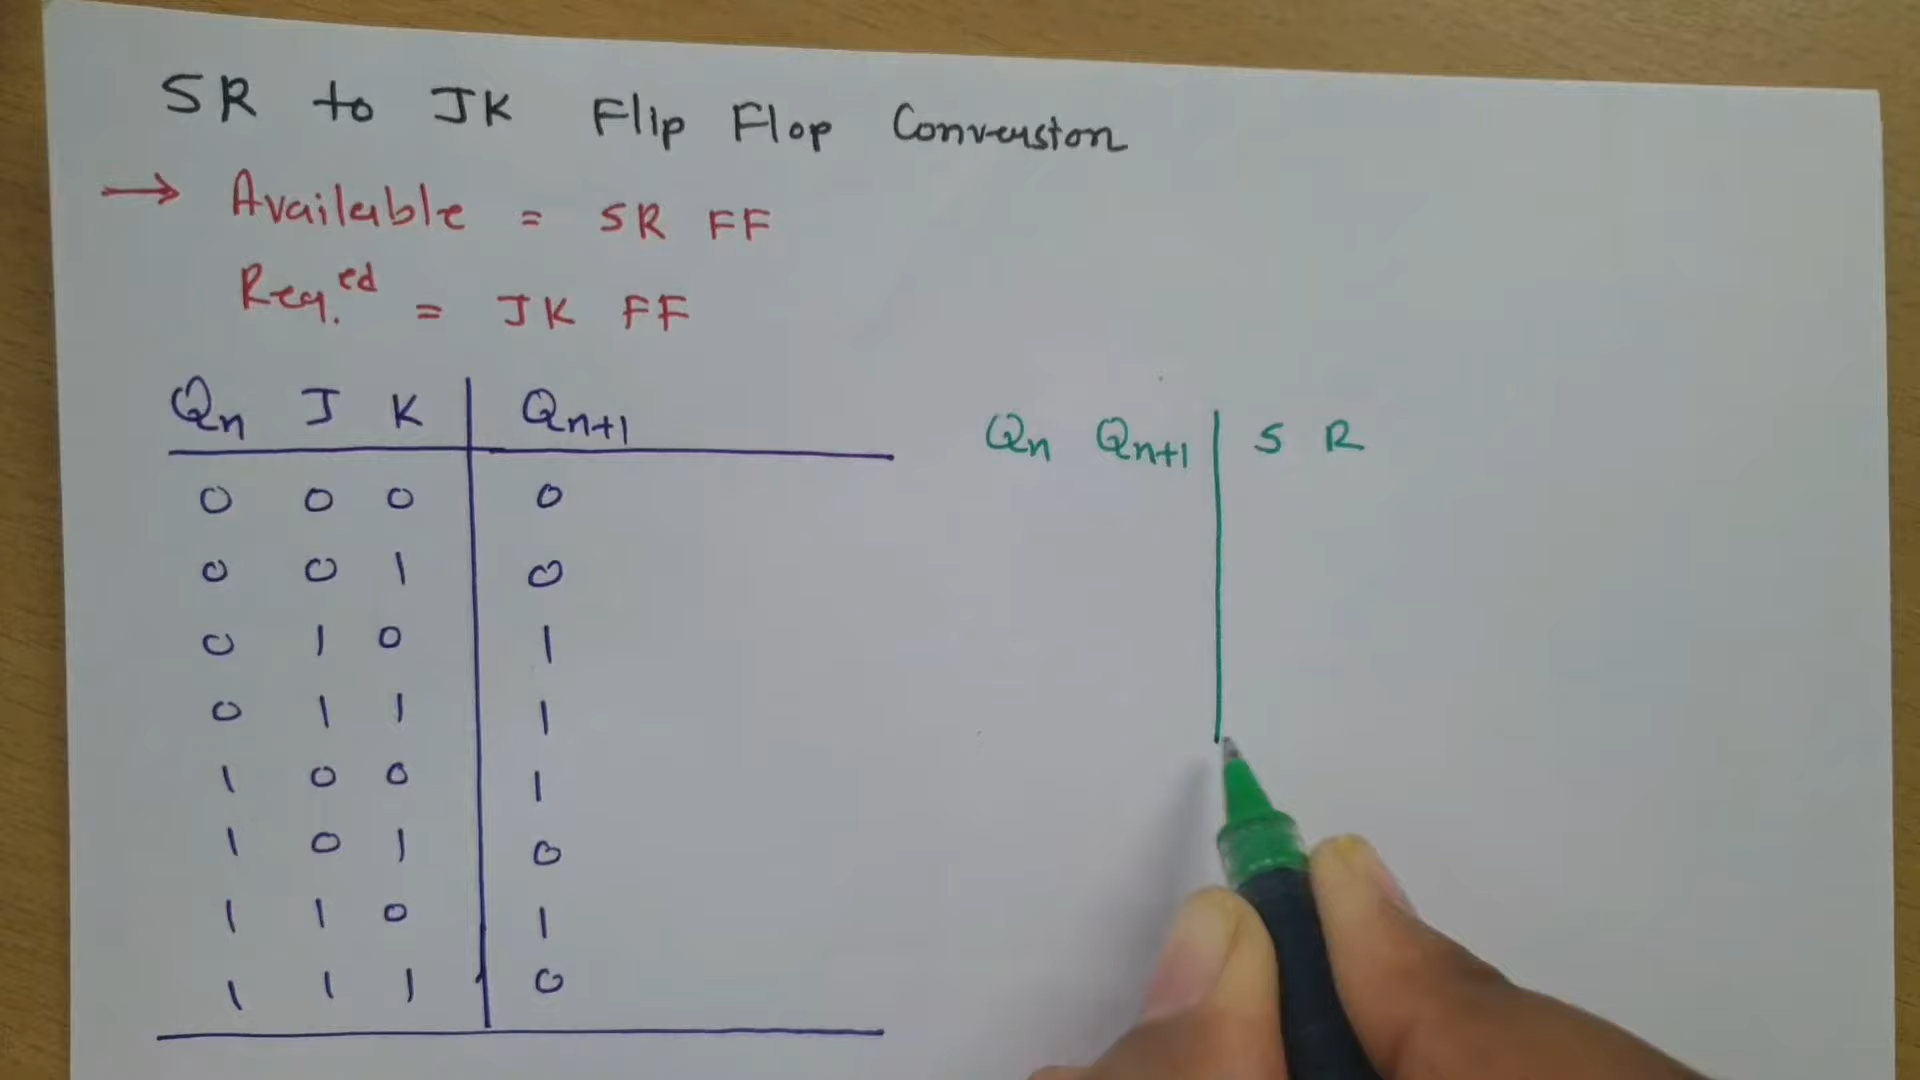 SR to JK Flip Flop Conversion
→ Available = SR FF
Req.ed = JK FF
Qn J K | Qn+1
0 0 0 | 0
0 0 1 | 0
0 1 0 | 1
0 1 1 | 1
1 0 0 | 1
1 0 1 | 0
1 1 0 | 1
1 1 1 | 0
Qn Qn+1 | S R